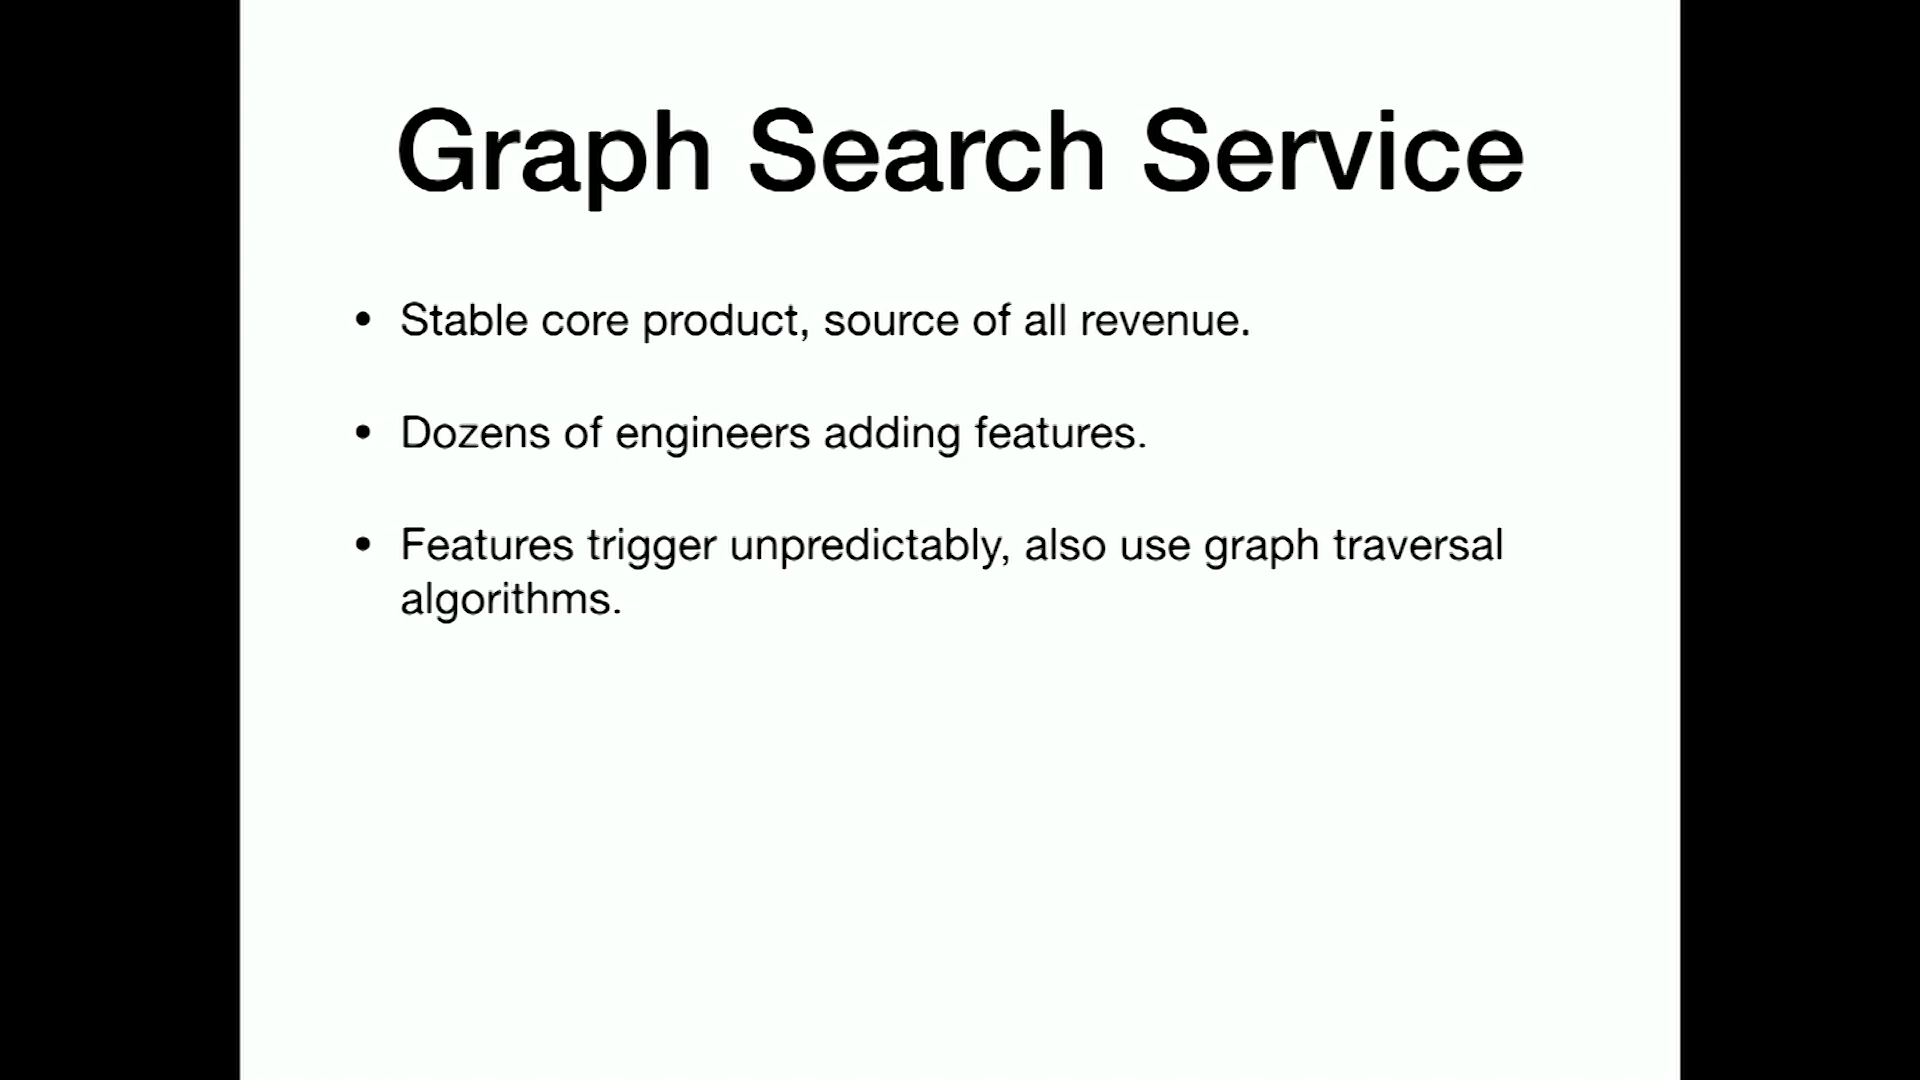 Graph Search Service
• Stable core product, source of all revenue.
• Dozens of engineers adding features.
• Features trigger unpredictably, also use graph traversal
algorithms.